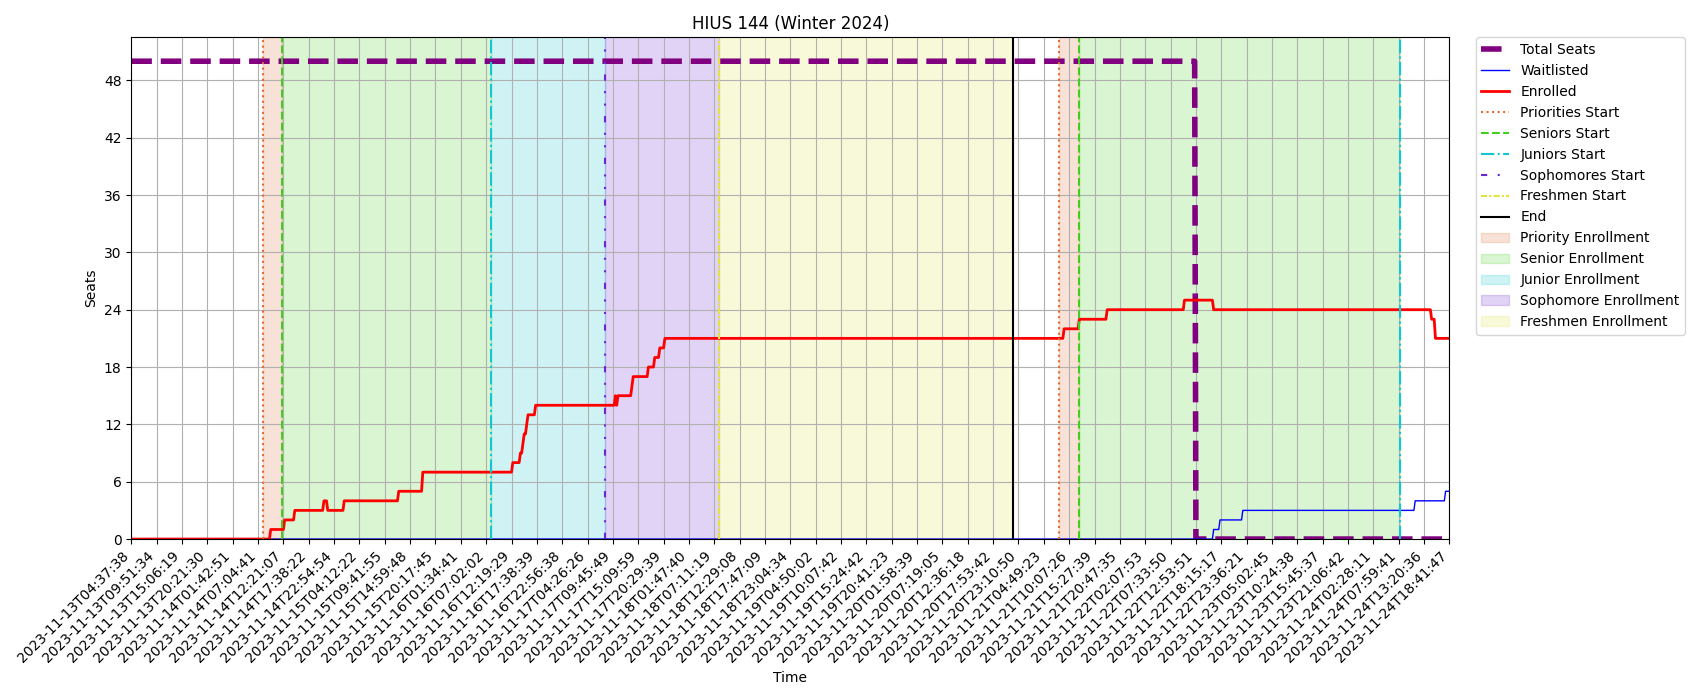 HIUS 144 (Winter 2024)
Seats
48
42
36
30
24
18
12
6
0
2023-11-13T04:37:38
2023-11-13T09:51:34
2023-11-13T15:06:19
2023-11-13T20:21:30
2023-11-14T01:42:51
2023-11-14T07:04:41
2023-11-14T12:21:07
2023-11-14T17:38:22
2023-11-14T22:54:54
2023-11-15T04:12:22
2023-11-15T09:41:55
2023-11-15T14:59:48
2023-11-15T20:17:45
2023-11-16T01:34:41
2023-11-16T07:02:02
2023-11-16T12:19:29
2023-11-16T17:38:39
2023-11-16T22:56:38
2023-11-17T04:26:26
2023-11-17T09:45:49
2023-11-17T15:09:59
2023-11-17T20:29:39
2023-11-18T01:47:40
2023-11-18T07:11:19
2023-11-18T12:29:08
2023-11-18T17:47:09
2023-11-18T23:04:34
2023-11-19T04:50:02
2023-11-19T10:07:42
2023-11-19T15:24:42
2023-11-19T20:41:23
2023-11-20T01:58:39
2023-11-20T07:19:05
2023-11-20T12:36:18
2023-11-20T17:53:42
2023-11-20T23:10:50
2023-11-21T04:49:23
2023-11-21T10:07:26
2023-11-21T15:27:39
2023-11-21T20:47:35
2023-11-22T02:07:53
2023-11-22T07:33:50
2023-11-22T12:53:51
2023-11-22T18:15:17
2023-11-22T23:36:21
2023-11-23T05:02:45
2023-11-23T10:24:38
2023-11-23T15:45:37
2023-11-23T21:06:42
2023-11-24T02:28:11
2023-11-24T07:59:41
2023-11-24T13:20:36
2023-11-24T18:41:47
Time
Total Seats
Waitlisted
Enrolled
Priorities Start
Seniors Start
Juniors Start
Sophomores Start
Freshmen Start
End
Priority Enrollment
Senior Enrollment
Junior Enrollment
Sophomore Enrollment
Freshmen Enrollment